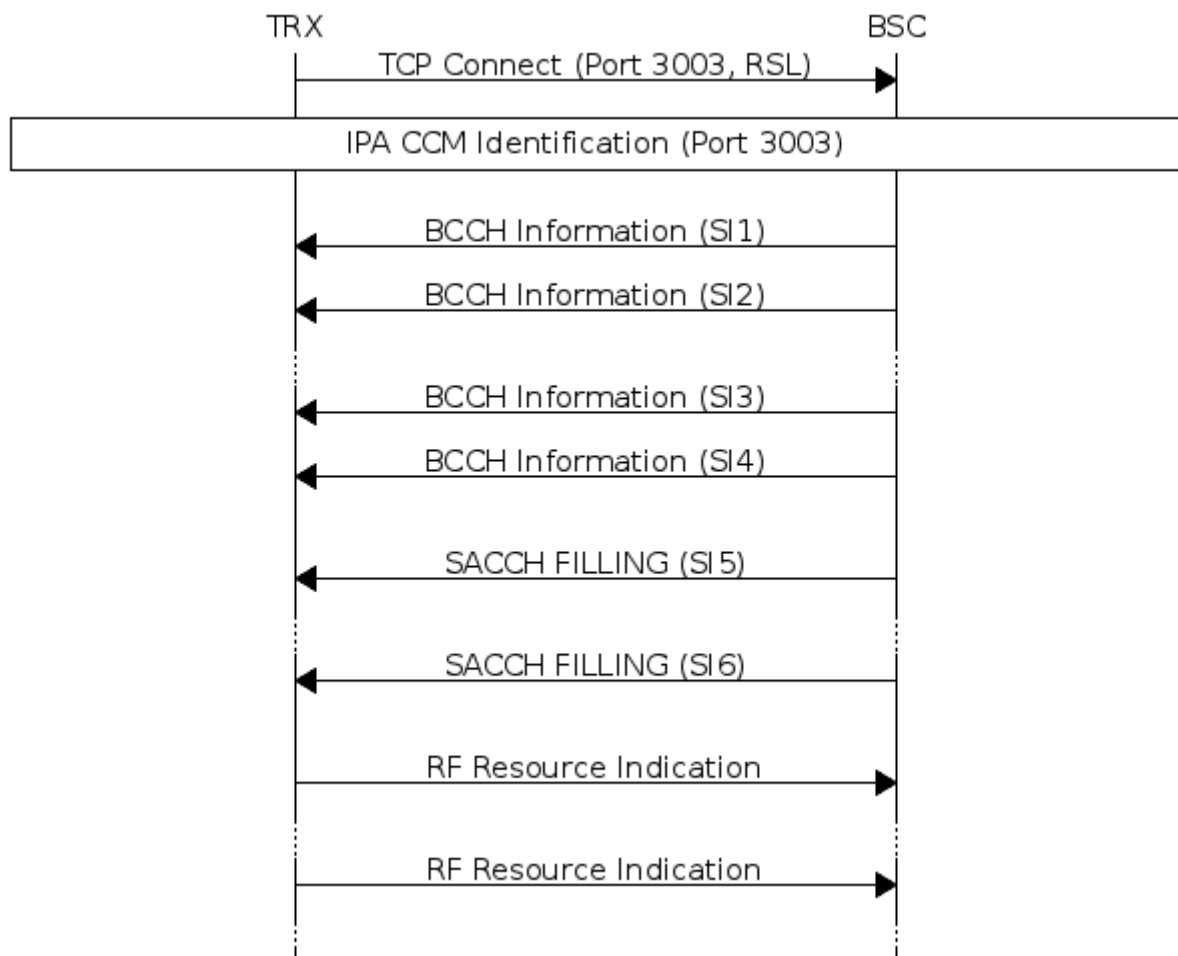 TRX BSC
TCP Connect (Port 3003, RSL)
IPA CCM Identification (Port 3003)
BCCH Information (SI1)
BCCH Information (SI2)
BCCH Information (SI3)
BCCH Information (SI4)
SACCH FILLING (SI5)
SACCH FILLING (SI6)
RF Resource Indication
RF Resource Indication